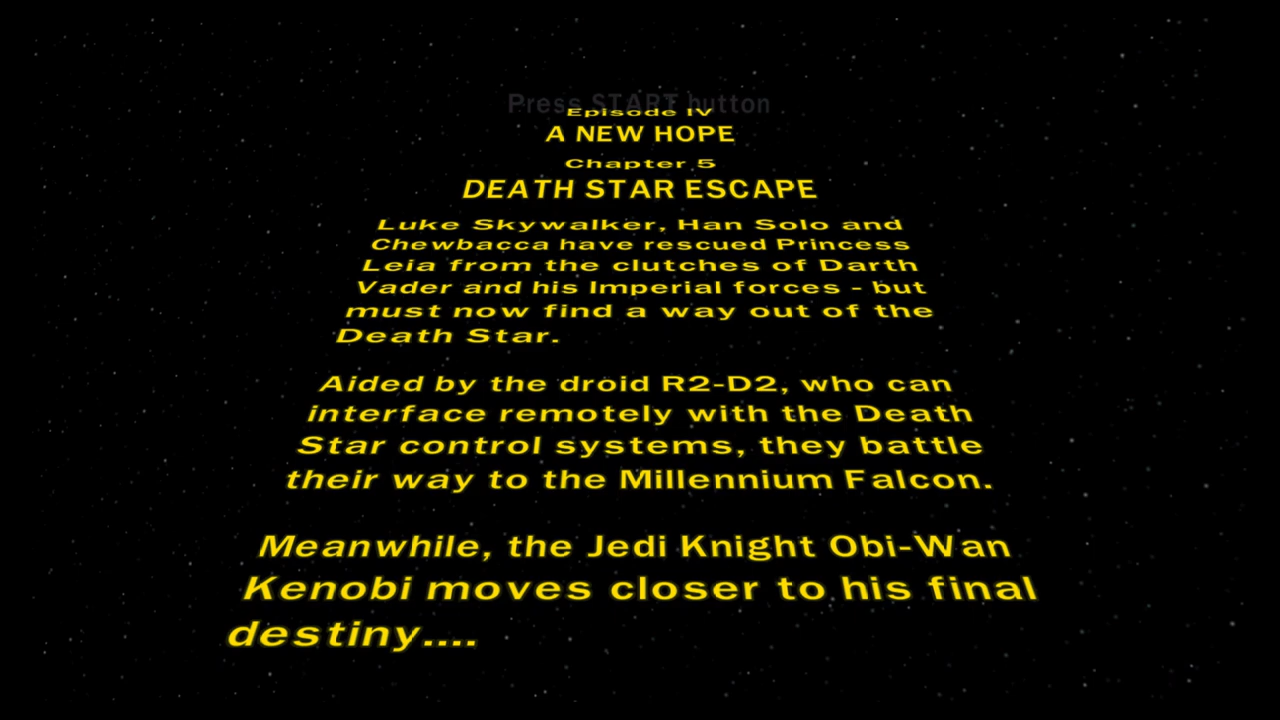 Press START button
Episode IV
A NEW HOPE
Chapter 5
DEATH STAR ESCAPE
Luke Skywalker, Han Solo and
Chewbacca have rescued Princess
Leia from the clutches of Darth
Vader and his Imperial forces - but
must now find a way out of the
Death Star.
Aided by the droid R2-D2, who can
interface remotely with the Death
Star control systems, they battle
their way to the Millennium Falcon.
Meanwhile, the Jedi Knight Obi-Wan
Kenobi moves closer to his final
destiny....